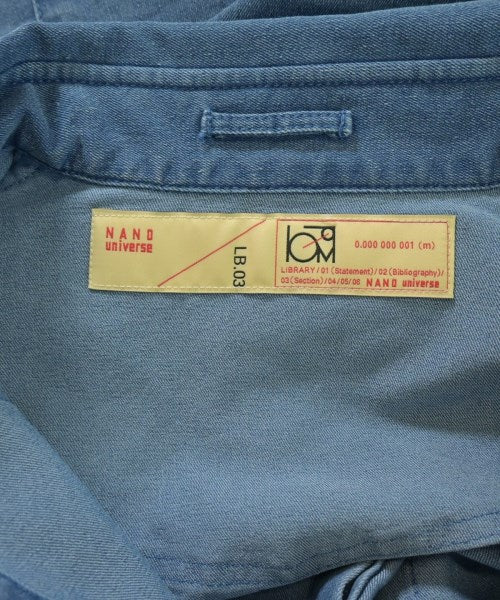 NANO
universe
LB.03
0.000 000 001 (m)
LIBRARY/01(Statement)/02(Bibliography)/
03(Section)/04/05/06 NANO universe